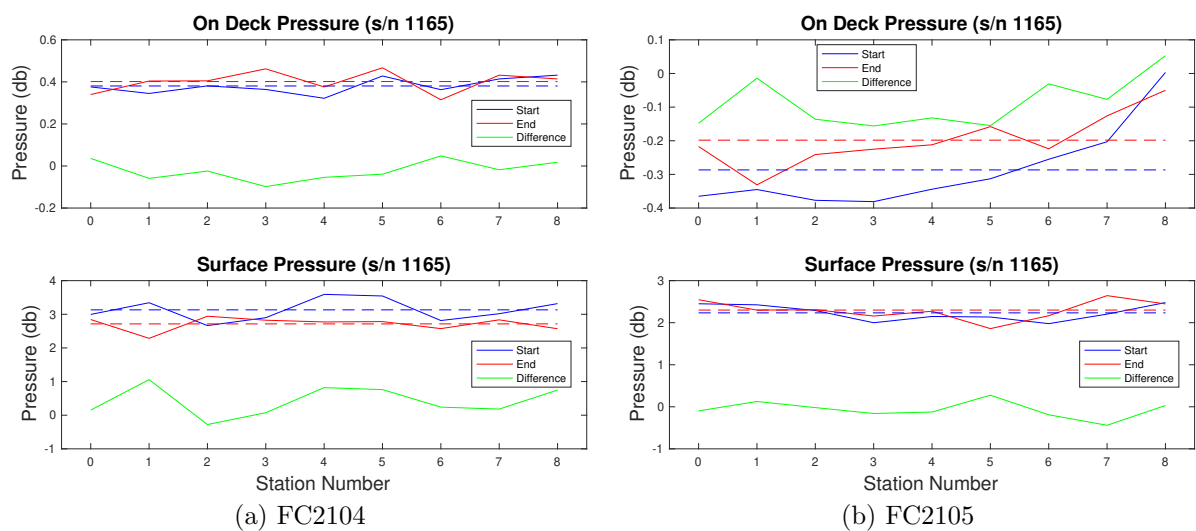 On Deck Pressure (s/n 1165)
Pressure (db)
0.6
0.4
0.2
0
-0.2
0 1 2 3 4 5 6 7 8
Start
End
Difference
Surface Pressure (s/n 1165)
Pressure (db)
4
3
2
1
0
-1
0 1 2 3 4 5 6 7 8
Start
End
Difference
Station Number
(a) FC2104
On Deck Pressure (s/n 1165)
Pressure (db)
0.1
0
-0.1
-0.2
-0.3
-0.4
0 1 2 3 4 5 6 7 8
Start
End
Difference
Surface Pressure (s/n 1165)
Pressure (db)
3
2
1
0
-1
0 1 2 3 4 5 6 7 8
Start
End
Difference
Station Number
(b) FC2105